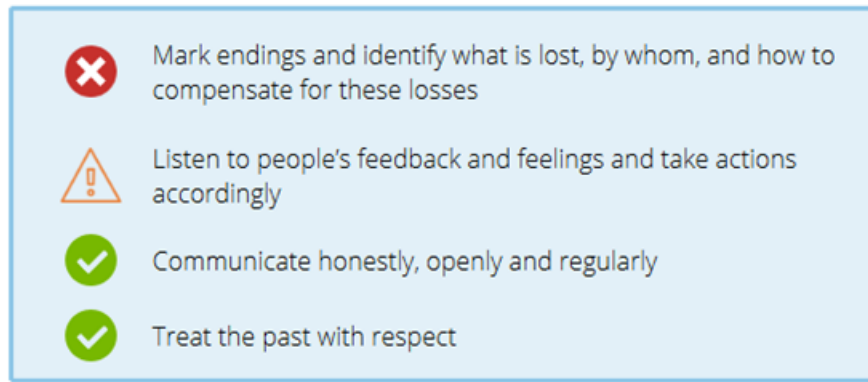 Mark endings and identify what is lost, by whom, and how to
compensate for these losses
Listen to people’s feedback and feelings and take actions
accordingly
Communicate honestly, openly and regularly
Treat the past with respect